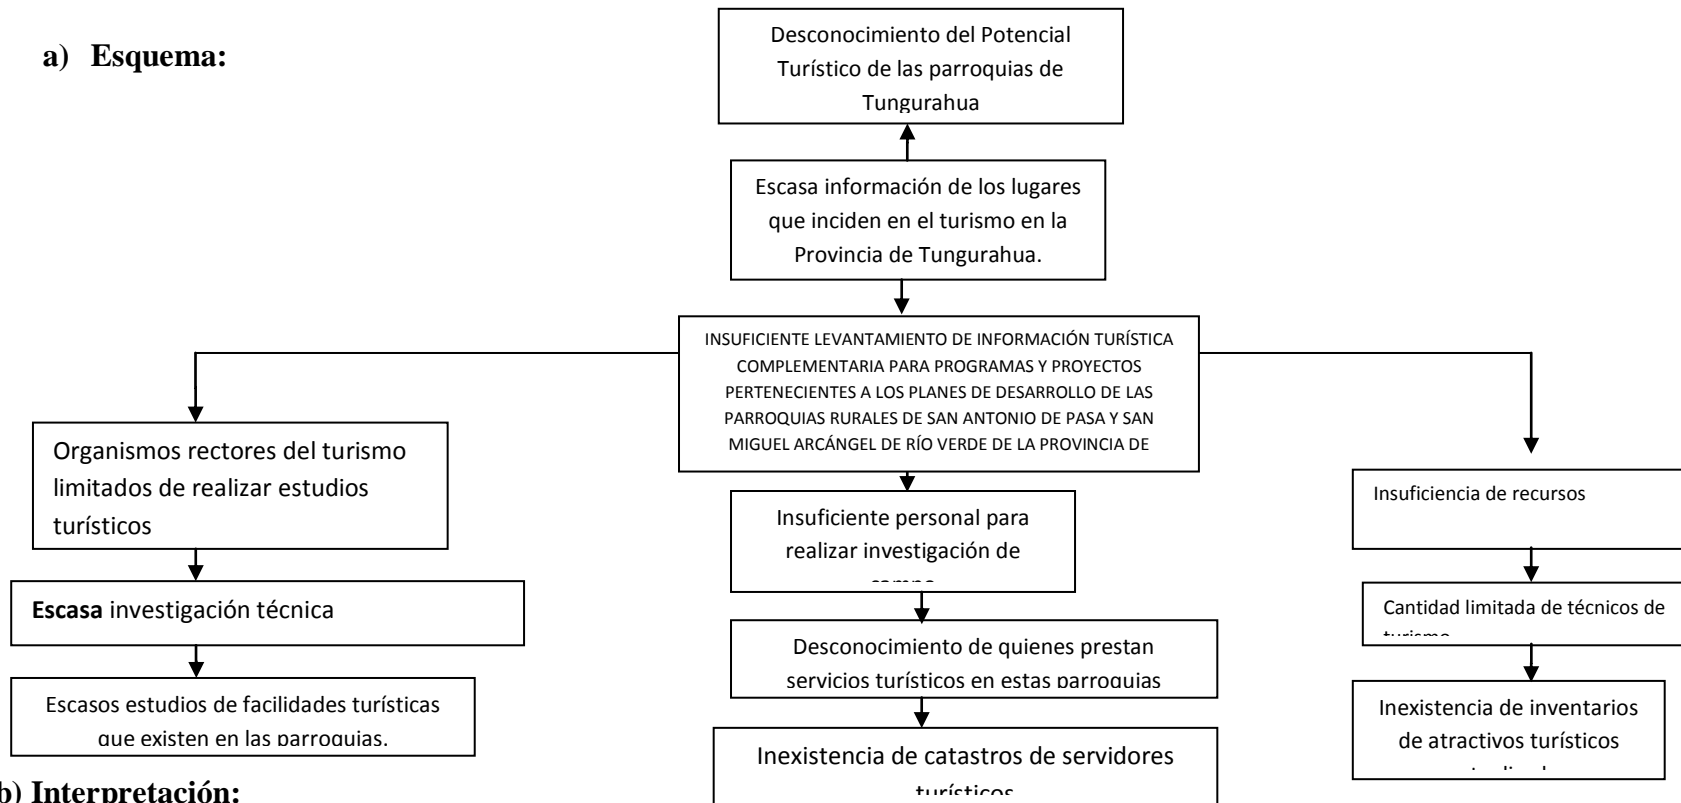 a) Esquema:
Desconocimiento del Potencial
Turístico de las parroquias de
Tungurahua
Escasa información de los lugares
que inciden en el turismo en la
Provincia de Tungurahua.
INSUFICIENTE LEVANTAMIENTO DE INFORMACIÓN TURÍSTICA
COMPLEMENTARIA PARA PROGRAMAS Y PROYECTOS
PERTENECIENTES A LOS PLANES DE DESARROLLO DE LAS
PARROQUIAS RURALES DE SAN ANTONIO DE PASA Y SAN
MIGUEL ARCÁNGEL DE RÍO VERDE DE LA PROVINCIA DE
Organismos rectores del turismo
limitados de realizar estudios
turísticos
Escasa investigación técnica
Escasos estudios de facilidades turísticas
que existen en las parroquias.
Insuficiente personal para
realizar investigación de
Desconocimiento de quienes prestan
servicios turísticos en estas parroquias
Inexistencia de catastros de servidores
turísticos
Insuficiencia de recursos
Cantidad limitada de técnicos de
turismo
Inexistencia de inventarios
de atractivos turísticos
b) Interpretación: